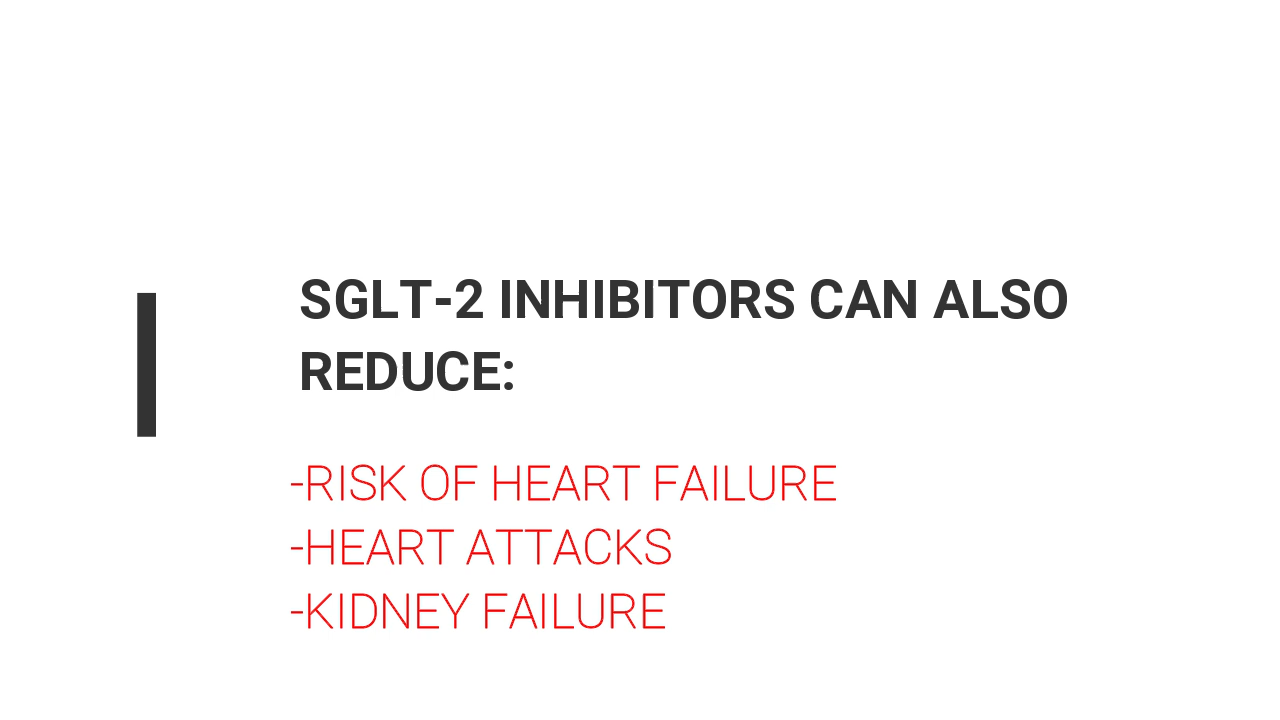 SGLT-2 INHIBITORS CAN ALSO
REDUCE:
-RISK OF HEART FAILURE
-HEART ATTACKS
-KIDNEY FAILURE